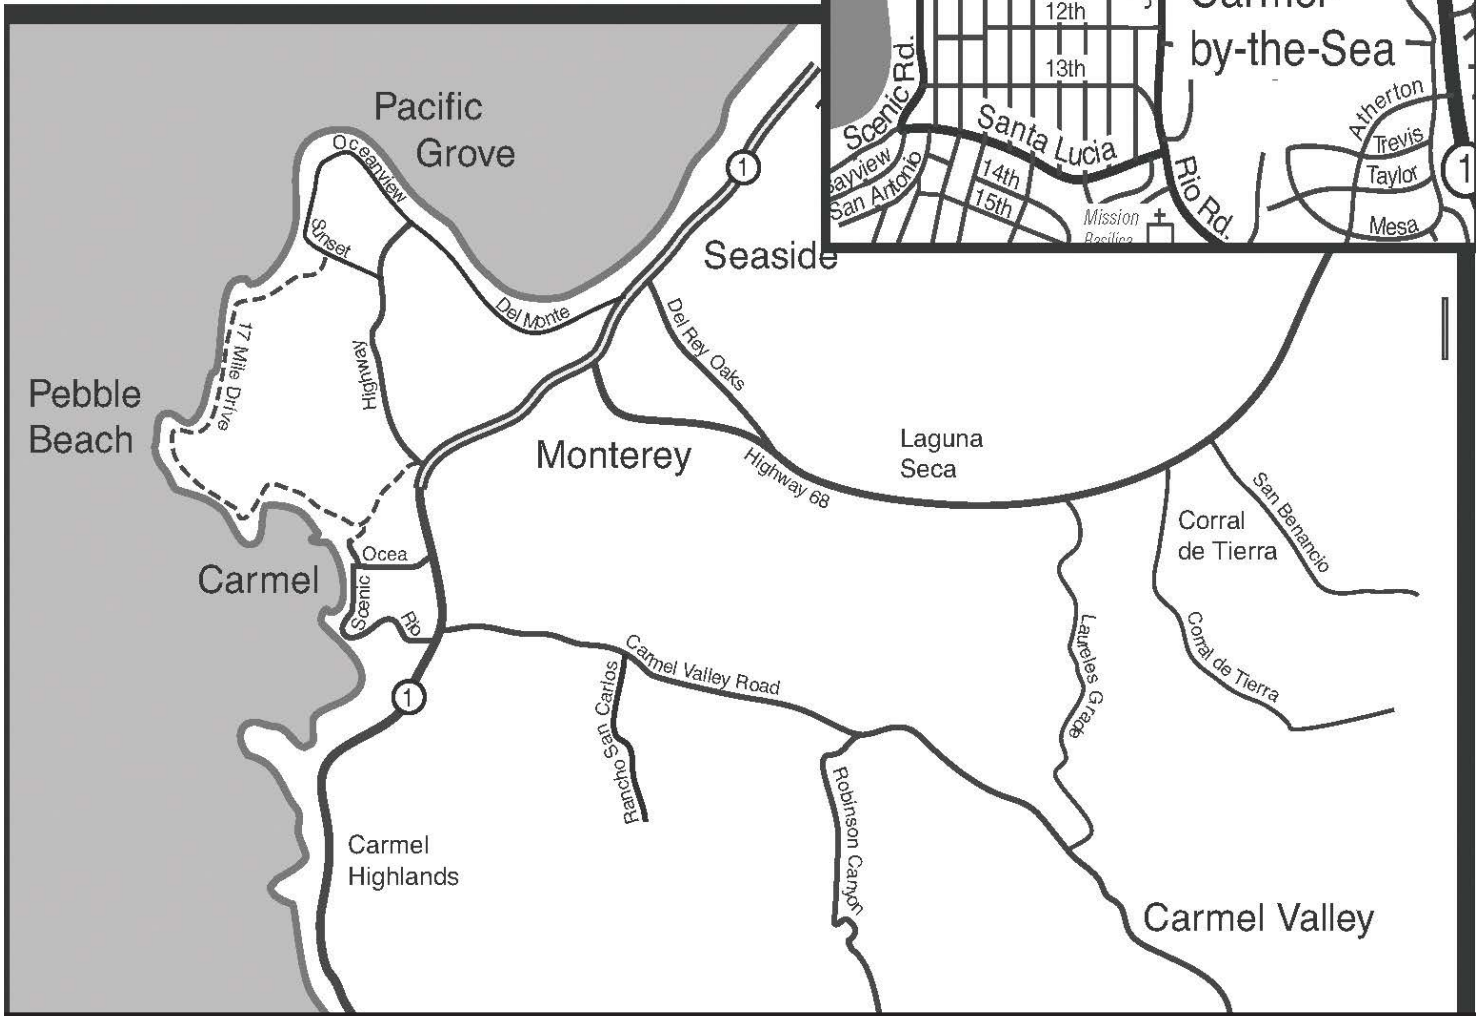 12th
by-the-Sea
13th
Scenic Rd.
Santa Lucia
Atherton
Trevis
Taylor
Mesa
1
San Antonio
14th
15th
Rio Rd.
Mission
Pacific
Grove
Oceanview
Sunset
1
Seaside
Del Monte
Del Rey Oaks
17 Mile Drive
Highway
Pebble
Beach
Monterey
Highway 68
Laguna
Seca
San Benancio
Corral
de Tierra
Corral de Tierra
Laureles Grade
Carmel
Ocea
Scenic
Rio
Carmel Valley Road
Rancho San Carlos
1
Robinson Canyon
Carmel
Highlands
Carmel Valley